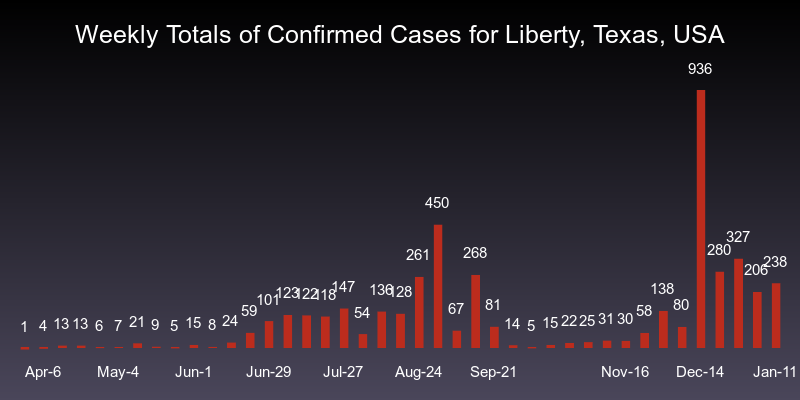 Weekly Totals of Confirmed Cases for Liberty, Texas, USA
1 4 13 13 6 7 21 9 5 15 8 24 59 101 123 122 118 147 54 136 128 261 450 67 268 81 14 5 15 22 25 31 30 58 138 80 936 280 327 206 238
Apr-6 May-4 Jun-1 Jun-29 Jul-27 Aug-24 Sep-21 Nov-16 Dec-14 Jan-11